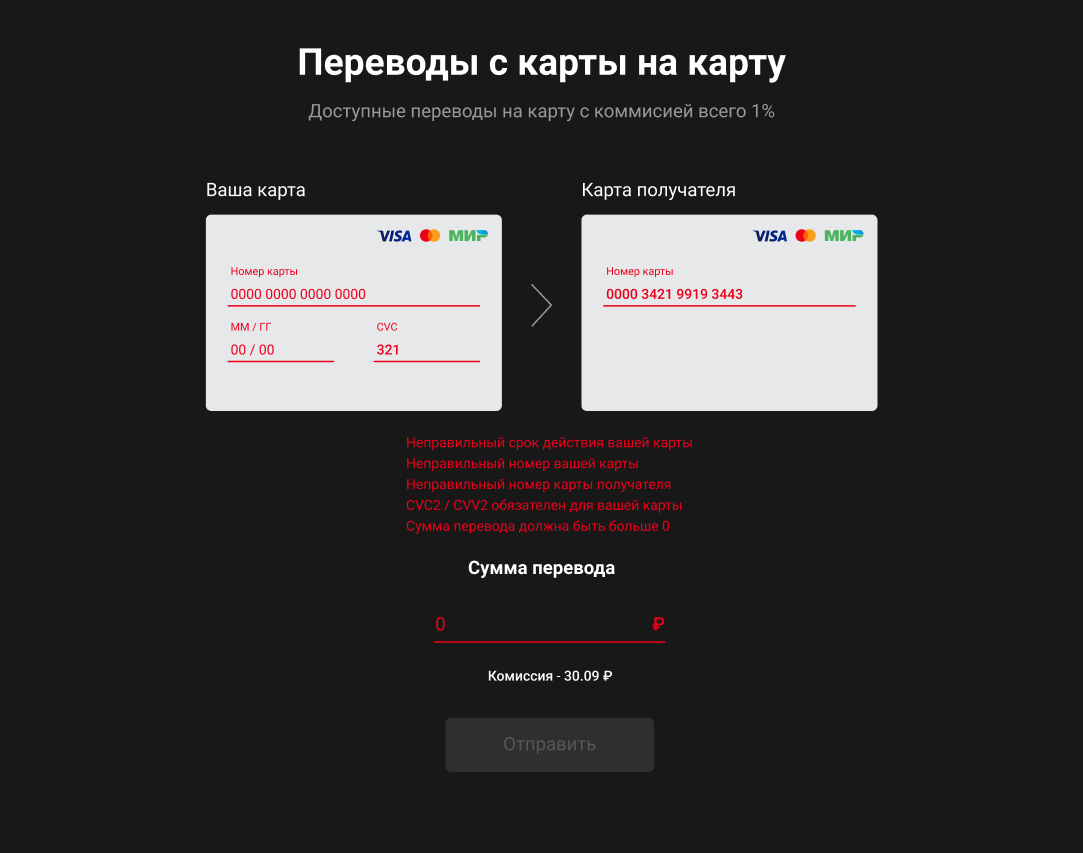 Переводы с карты на карту
Доступные переводы на карту с коммисией всего 1%
Ваша карта
VISA МИР
Номер карты
0000 0000 0000 0000
ММ / ГГ
CVC
00 / 00
321
Карта получателя
VISA МИР
Номер карты
0000 3421 9919 3443
Неправильный срок действия вашей карты
Неправильный номер вашей карты
Неправильный номер карты получателя
CVC2 / CVV2 обязателен для вашей карты
Сумма перевода должна быть больше 0
Сумма перевода
0 ₽
Комиссия - 30.09 ₽
Отправить